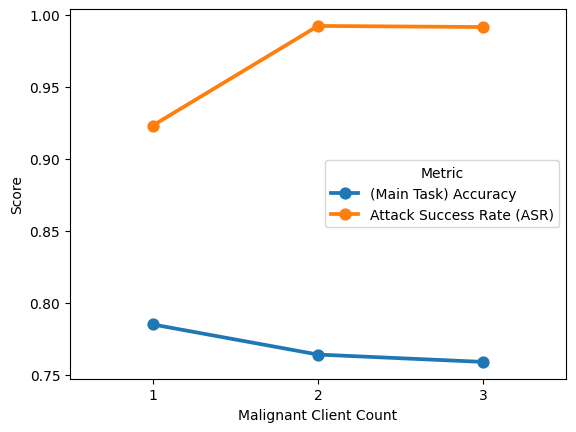 1.00
0.95
0.90
0.85
0.80
0.75
Score
Metric
(Main Task) Accuracy
Attack Success Rate (ASR)
1 2 3
Malignant Client Count